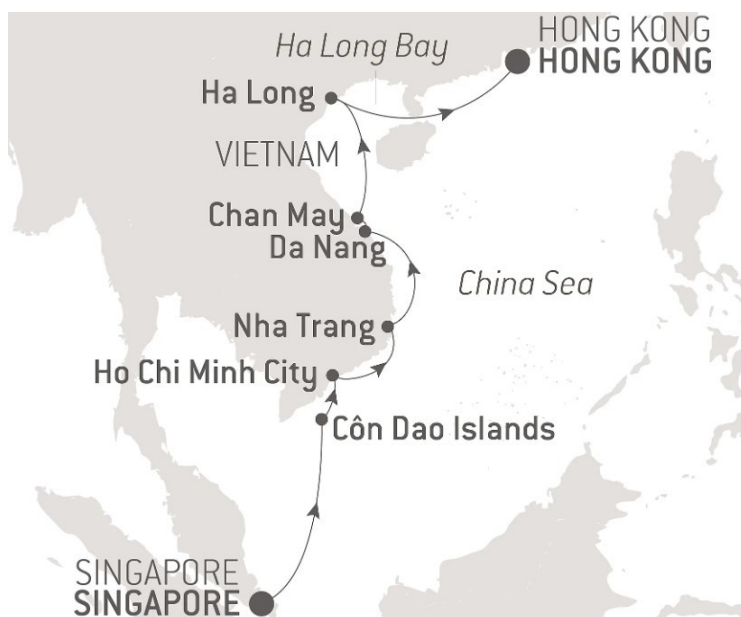 HONG KONG
HONG KONG
Ha Long Bay
Ha Long
VIETNAM
Chan May
Da Nang
China Sea
Nha Trang
Ho Chi Minh City
Côn Dao Islands
SINGAPORE
SINGAPORE